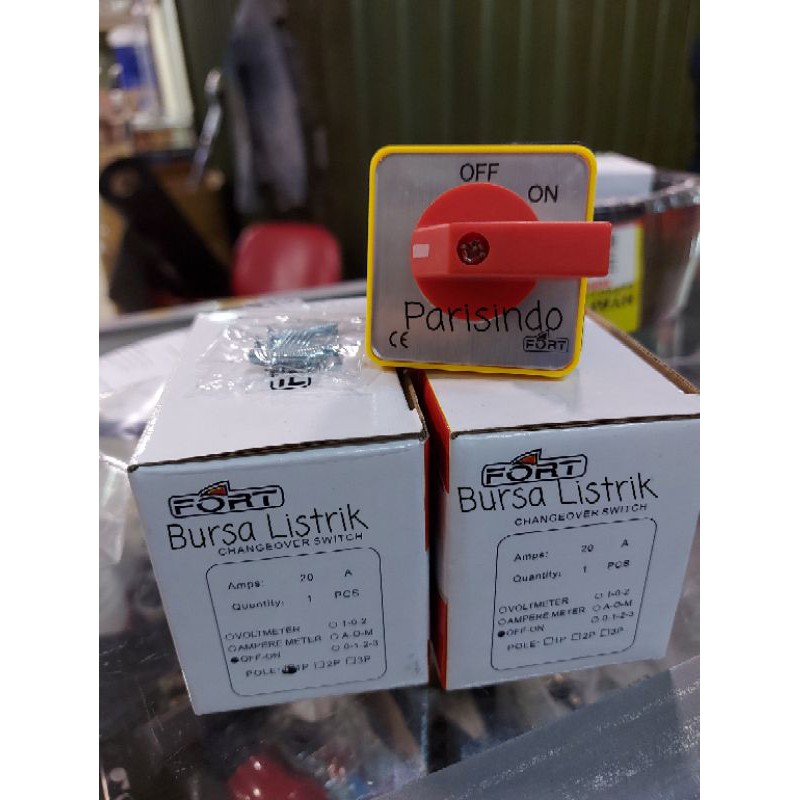 OFF
ON
Parisindo
CE
FORT
FORT
Bursa Listrik
CHANGEOVER SWITCH
Amps: 20 A
Quantity: 1 PCS
○VOLTMETER ○1-0-2
○AMPERE METER ○A-O-M
●OFF-ON ○0-1-2-3
POLE: ■1P □2P □3P
FORT
Bursa Listrik
CHANGEOVER SWITCH
Amps: 20 A
Quantity: 1 PCS
○VOLTMETER ○1-0-2
○AMPERE METER ○A-O-M
●OFF-ON ○0-1-2-3
POLE: □1P □2P □3P